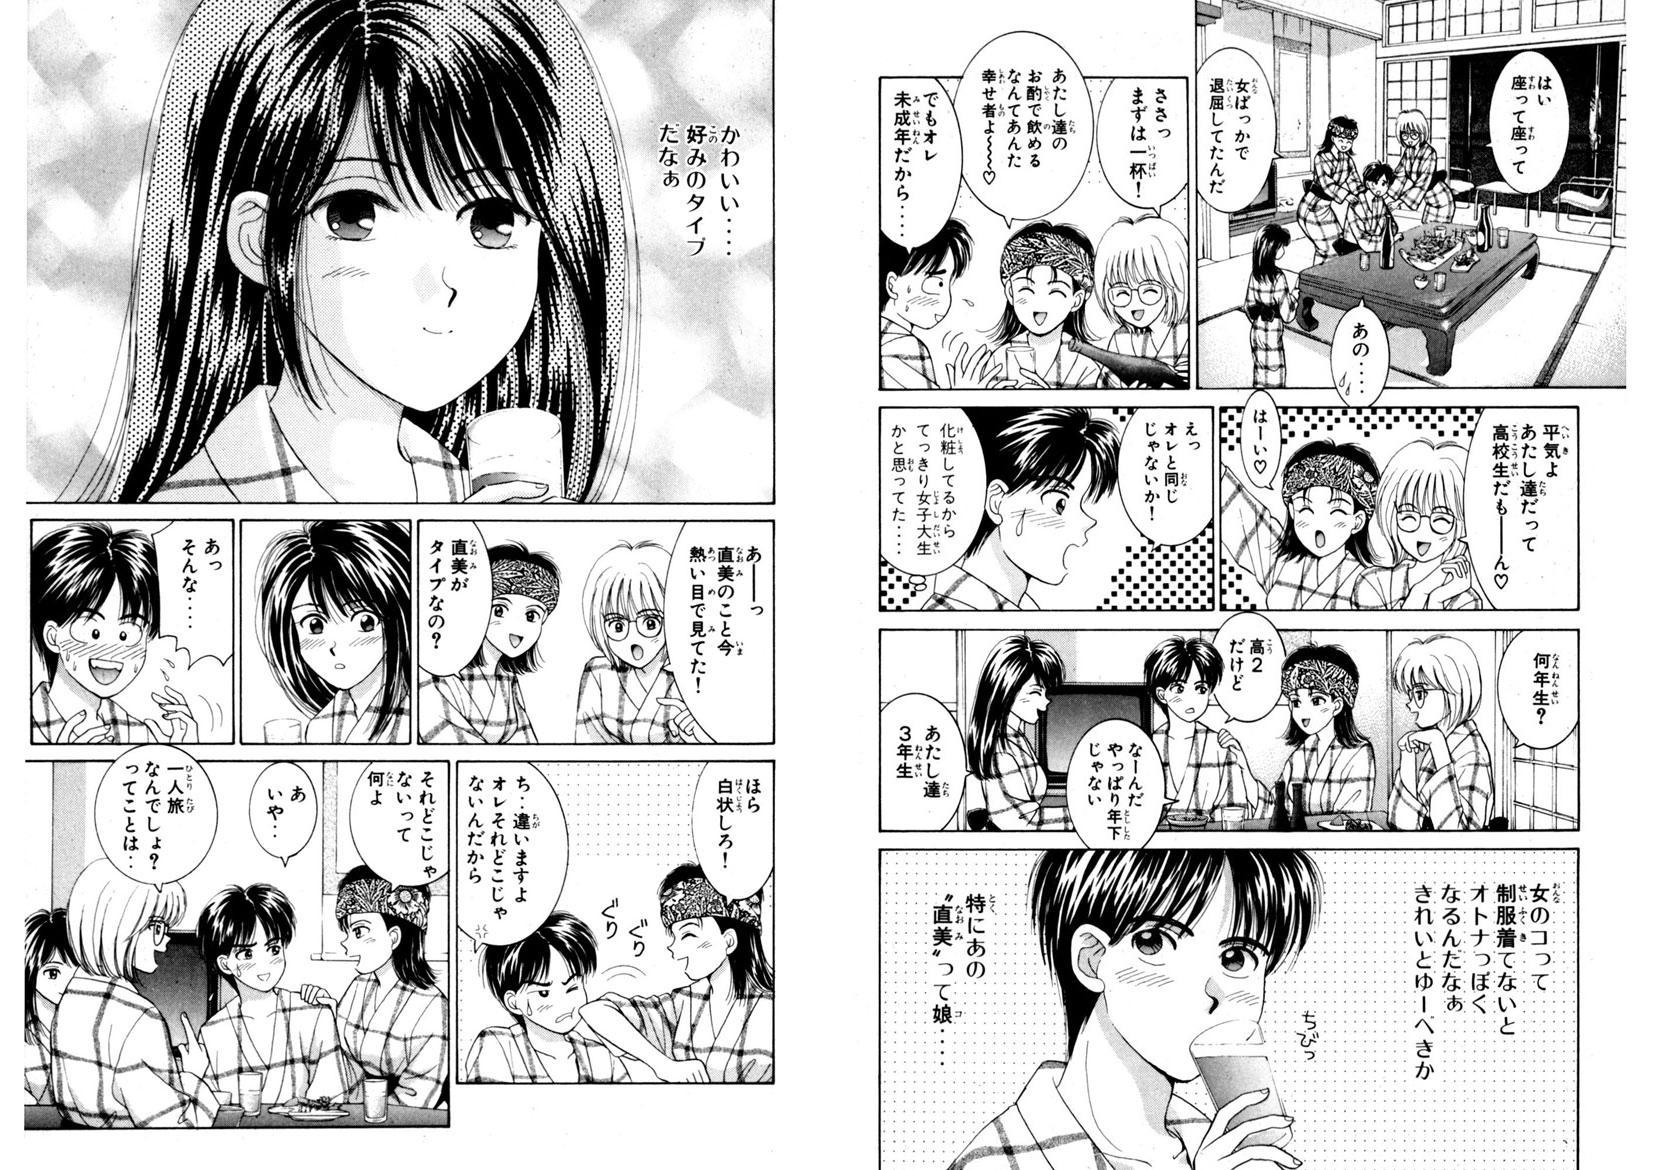 はい
座って座って
女ばっかで
退屈してたんだ
あの‥‥
ささっ
まずは一杯！
あたし達の
お酌で飲める
なんてあんた
幸せ者よ〜〜〜♡
でもオレ
未成年だから‥‥
平気よ
あたし達だって
高校生だも——ん♡
はーい♡
えっ
オレと同じ
じゃないか！
化粧してるから
てっきり女子大生
かと思ってた‥‥
何年生？
高２
だけど
なーんだ
やっぱり年下
じゃない
あたし達
３年生
女のコって
制服着てないと
オトナっぽく
なるんだなぁ
きれいとゆーべきか
特にあの
〝直美〟って娘‥‥
ちびっ
かわいい‥‥
好みのタイプ
だなぁ
あ——っ
直美のこと今
熱い目で見てた！
直美が
タイプなの？
あっ
そんな‥‥
ほら
白状しろ！
ぐり
ぐり
ち‥違いますよ
オレそれどこじゃ
ないんだから
それどこじゃ
ないって
何よ
あ
いや‥
一人旅
なんでしょ？
ってことは‥